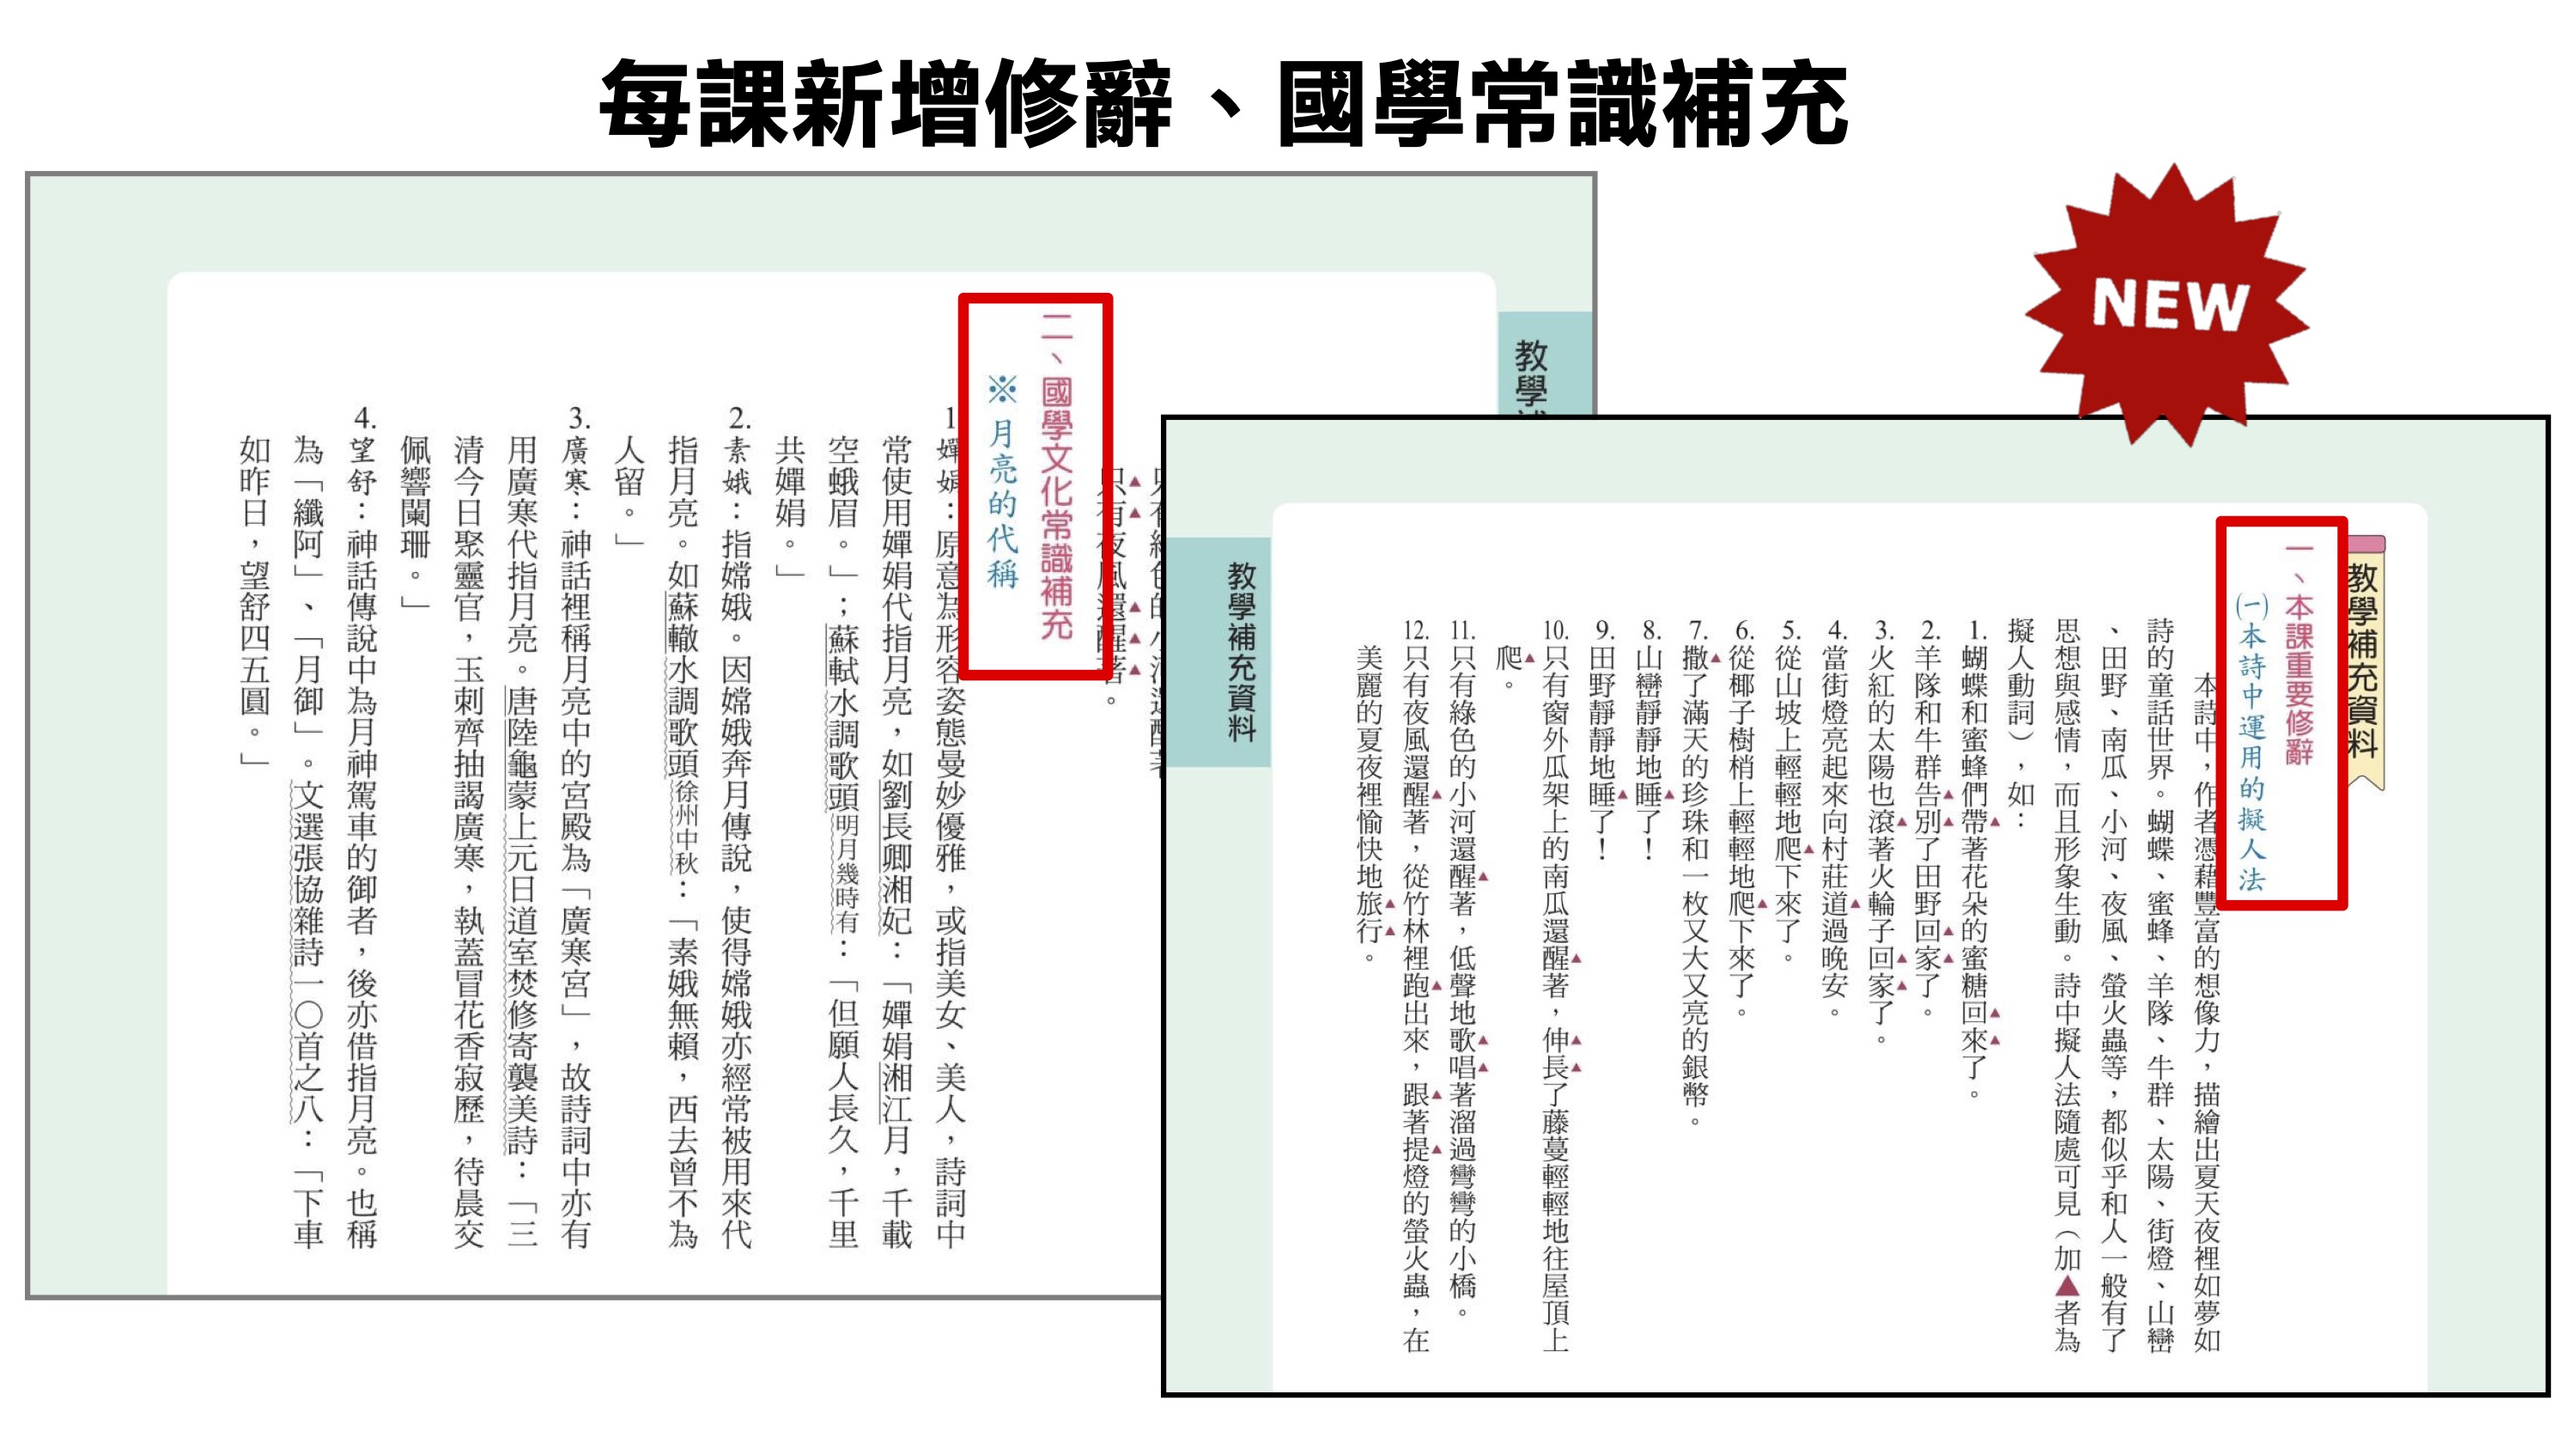 每課新增修辭、國學常識補充
NEW
教學補充資料
一、本課重要修辭
㈠本詩中運用的擬人法
本詩中，作者憑藉豐富的想像力，描繪出夏天夜裡如夢如
詩的童話世界。蝴蝶、蜜蜂、羊隊、牛群、太陽、街燈、山巒
、田野、南瓜、小河、夜風、螢火蟲等，都似乎和人一般有了
思想與感情，而且形象生動。詩中擬人法隨處可見（加▲者為
擬人動詞），如：
1.蝴蝶和蜜蜂們帶著花朵的蜜糖回來了。
2.羊隊和牛群告別了田野回家了。
3.火紅的太陽也滾著火輪子回家了。
4.當街燈亮起來向村莊道過晚安。
5.從山坡上輕輕地爬下來了。
6.從椰子樹梢上輕輕地爬下來了。
7.撒了滿天的珍珠和一枚又大又亮的銀幣。
8.山巒靜靜地睡了！
9.田野靜靜地睡了！
10.只有窗外瓜架上的南瓜還醒著，伸長了藤蔓輕輕地往屋頂上
爬。
11.只有綠色的小河還醒著，低聲地歌唱著溜過彎彎的小橋。
12.只有夜風還醒著，從竹林裡跑出來，跟著提燈的螢火蟲，在
美麗的夏夜裡愉快地旅行。
教學補充資料
教學
只有夜風還醒著。
二、國學文化常識補充
※月亮的代稱
1嬋娟：原意為形容姿態曼妙優雅，或指美女、美人，詩詞中
常使用嬋娟代指月亮，如劉長卿湘妃：「嬋娟湘江月，千載
空蛾眉。」；蘇軾水調歌頭明月幾時有：「但願人長久，千里
共嬋娟。」
2.素娥：指嫦娥。因嫦娥奔月傳說，使得嫦娥亦經常被用來代
指月亮。如蘇轍水調歌頭徐州中秋：「素娥無賴，西去曾不為
人留。」
3.廣寒：神話裡稱月亮中的宮殿為「廣寒宮」，故詩詞中亦有
用廣寒代指月亮。唐陸龜蒙上元日道室焚修寄襲美詩：「三
清今日聚靈官，玉刺齊抽謁廣寒，執蓋冒花香寂歷，待晨交
佩響闌珊。」
4.望舒：神話傳說中為月神駕車的御者，後亦借指月亮。也稱
為「纖阿」、「月御」。文選張協雜詩一〇首之八：「下車
如昨日，望舒四五圓。」